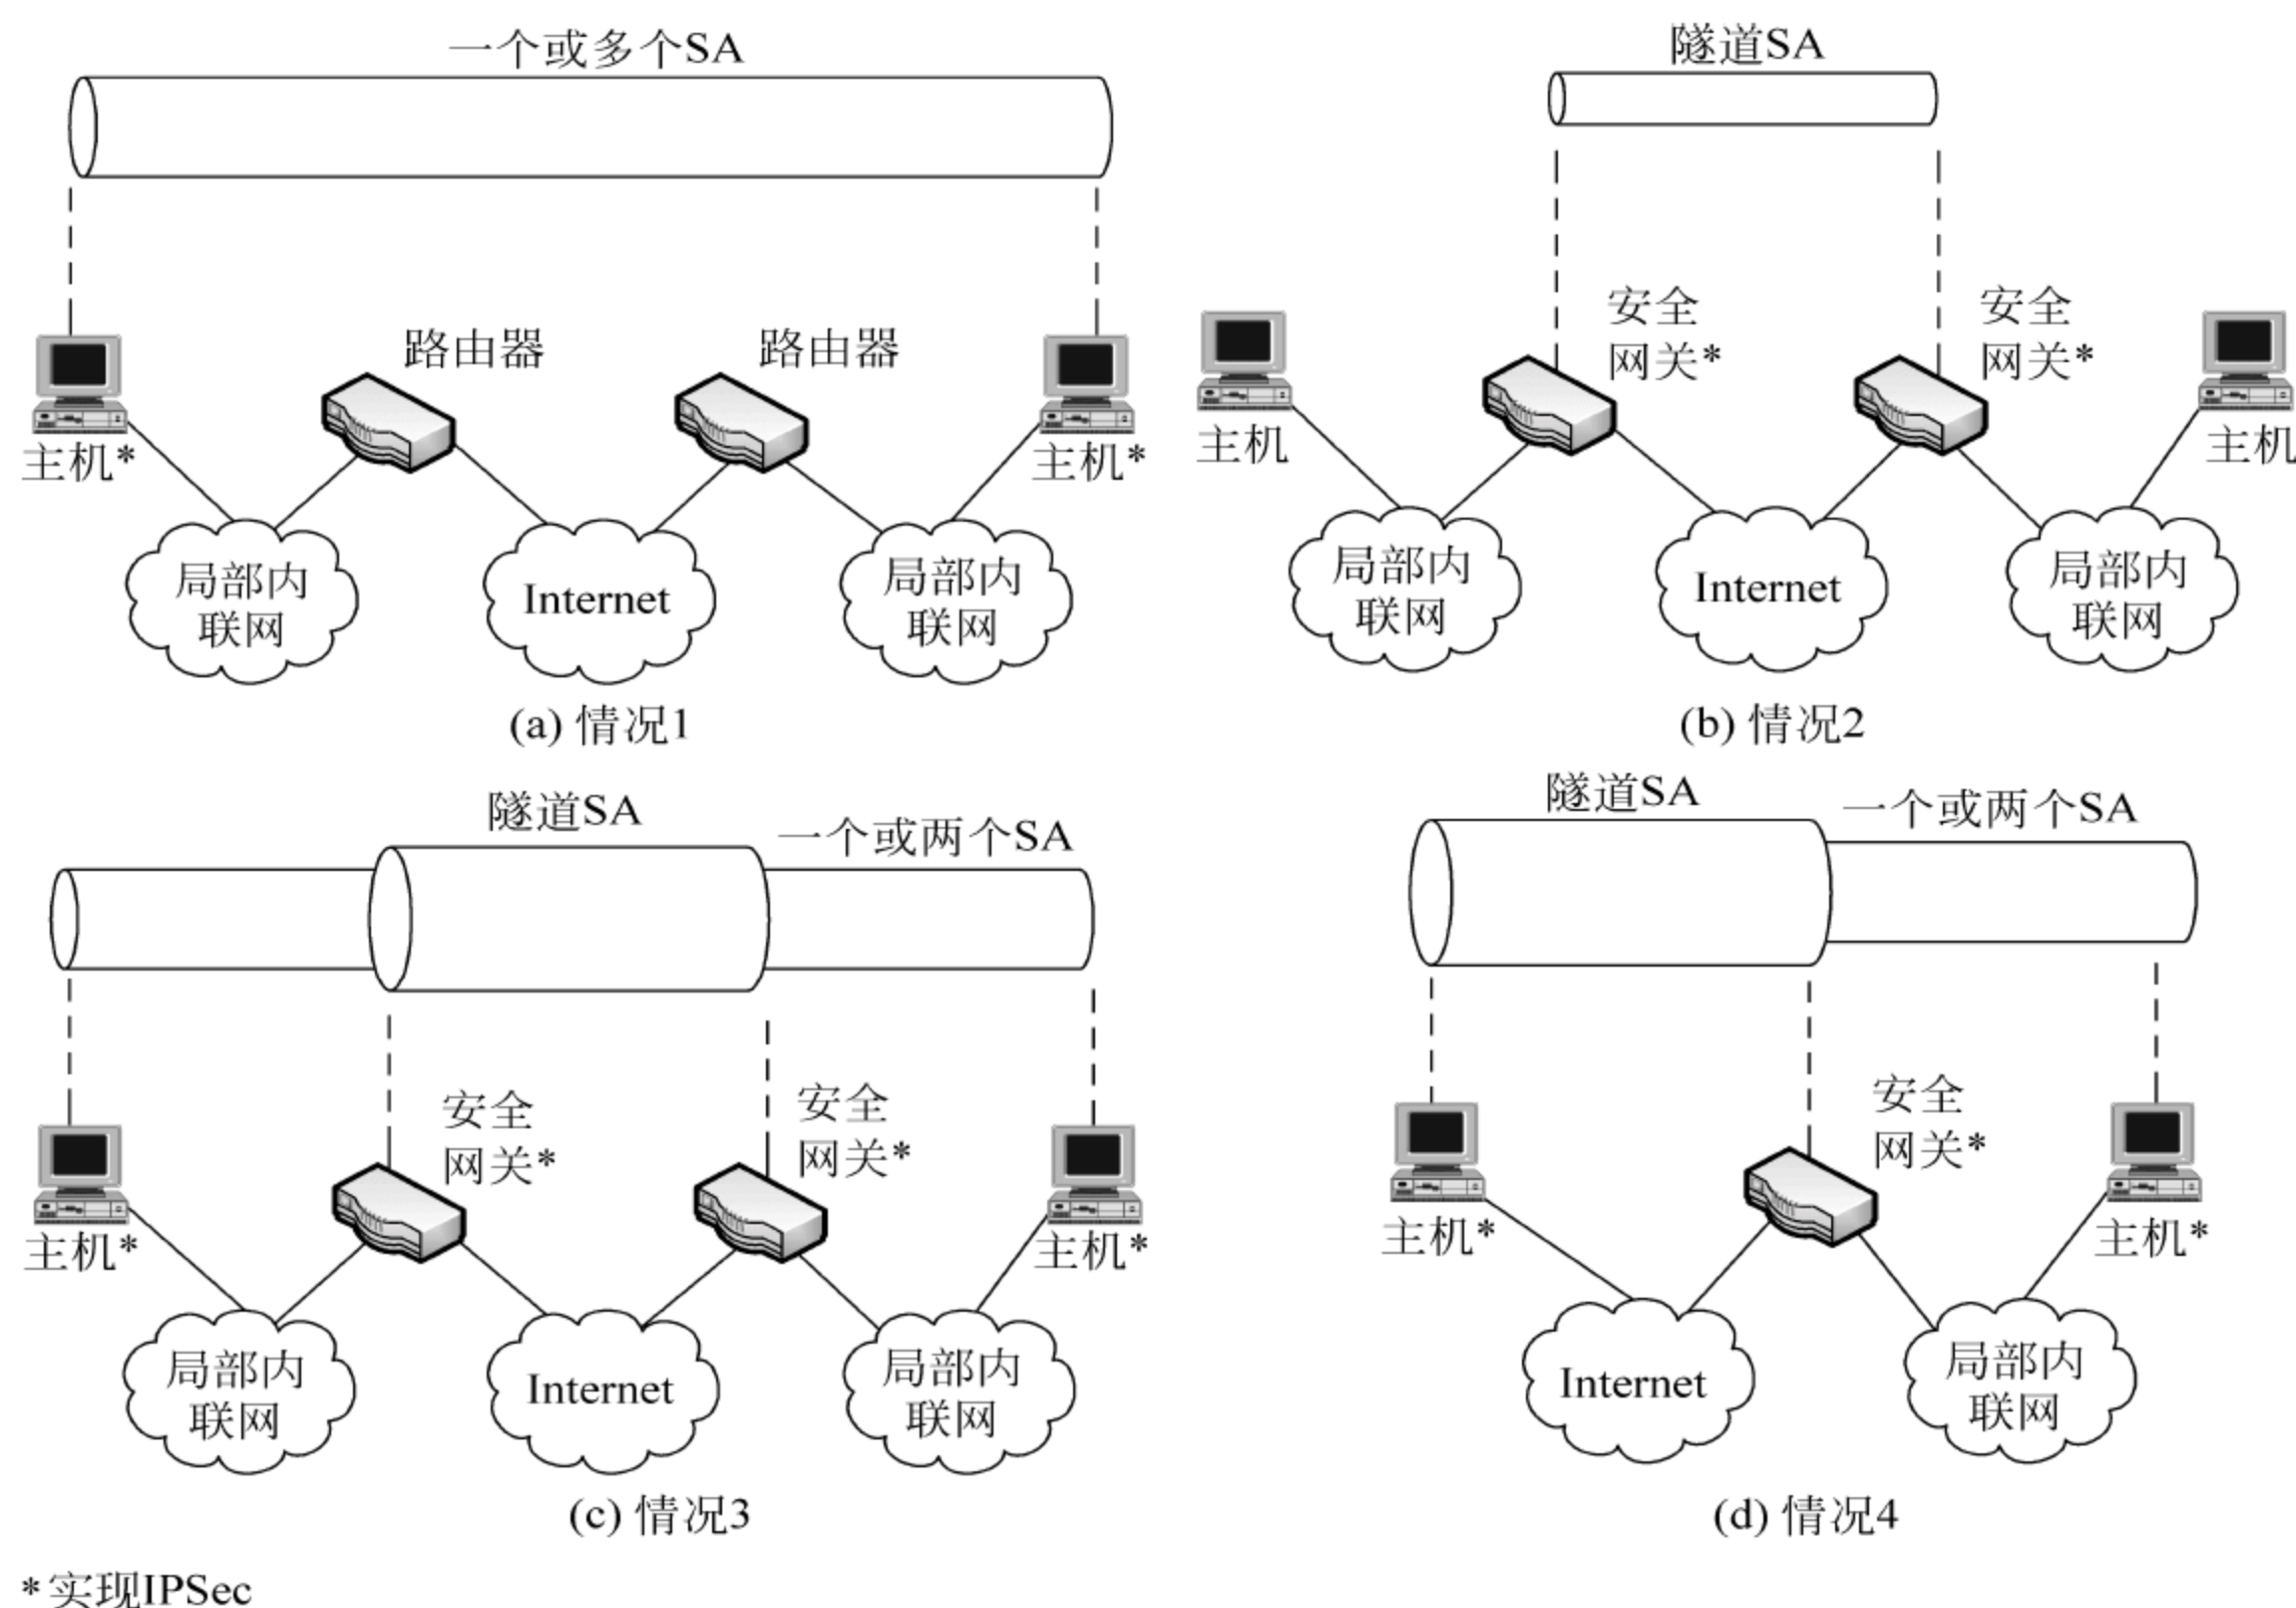 一个或多个SA
路由器
路由器
主机*
主机*
局部内
联网
Internet
局部内
联网
(a) 情况1
隧道SA
安全
网关*
安全
网关*
主机
主机
局部内
联网
Internet
局部内
联网
(b) 情况2
隧道SA
一个或两个SA
安全
网关*
安全
网关*
主机*
主机*
局部内
联网
Internet
局部内
联网
(c) 情况3
隧道SA
一个或两个SA
安全
网关*
主机*
主机*
Internet
局部内
联网
(d) 情况4
*实现IPSec